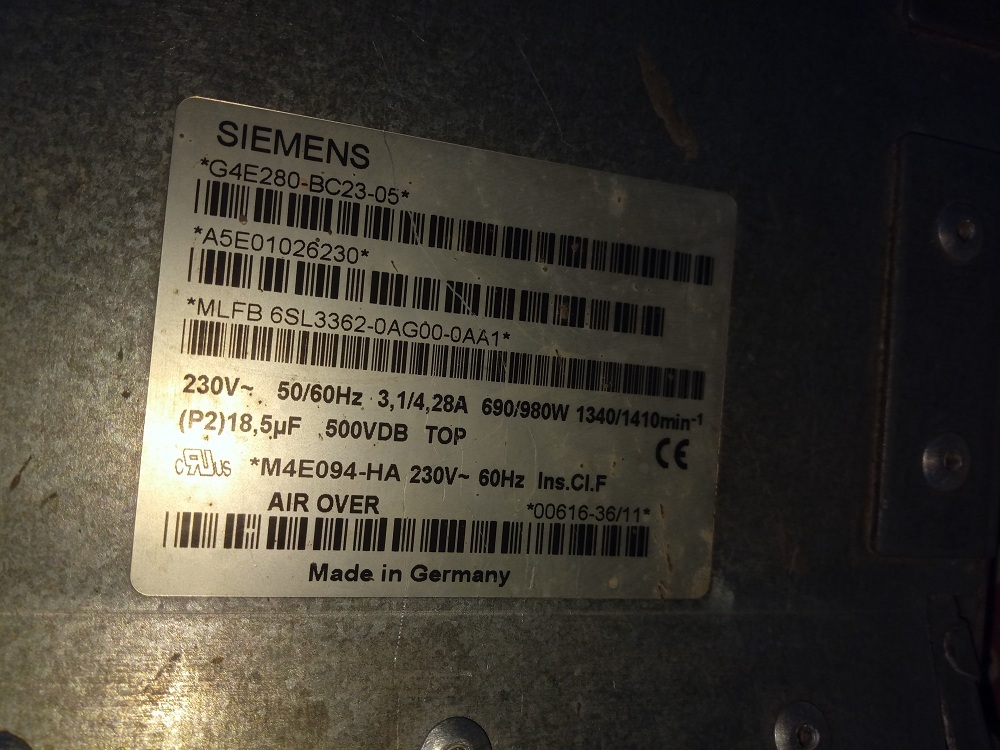 SIEMENS
*G4E280-BC23-05*
*A5E01026230*
*MLFB 6SL3362-0AG00-0AA1*
230V~ 50/60Hz 3,1/4,28A 690/980W 1340/1410min-1
(P2)18,5µF 500VDB TOP
CE
cRUus *M4E094-HA 230V~ 60Hz Ins.Cl.F
AIR OVER *00616-36/11*
Made in Germany